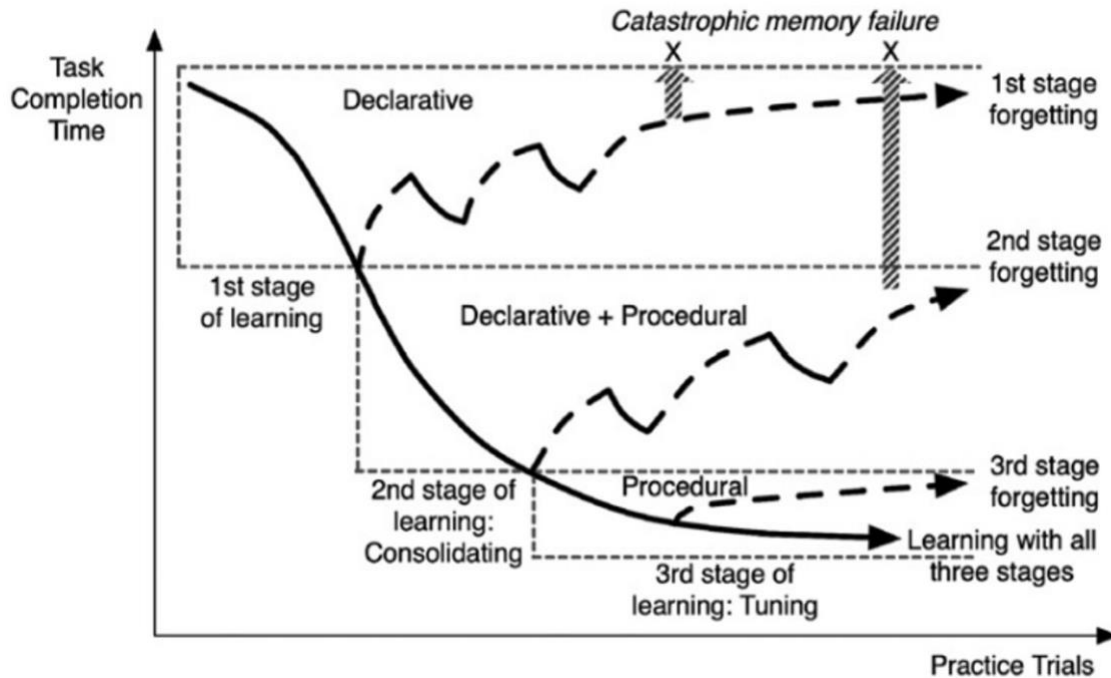 Catastrophic memory failure
X X
Task
Completion
Time
Declarative
1st stage
forgetting
2nd stage
forgetting
1st stage
of learning
Declarative + Procedural
3rd stage
forgetting
2nd stage of
learning:
Consolidating
Procedural
Learning with all
three stages
3rd stage of
learning: Tuning
Practice Trials